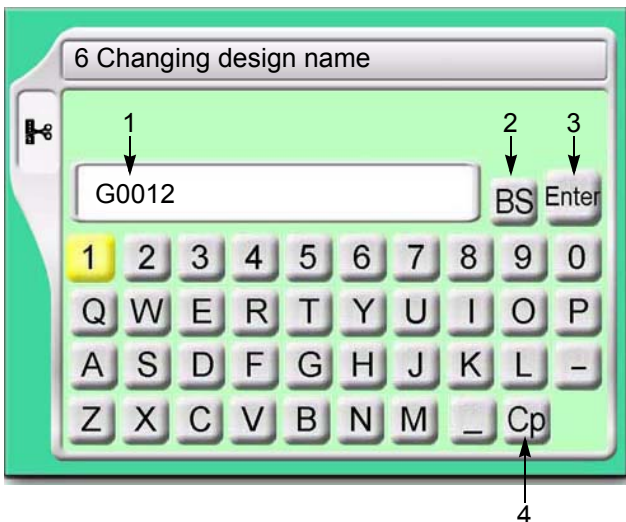 6 Changing design name
1 2 3
G0012 BS Enter
1 2 3 4 5 6 7 8 9 0
Q W E R T Y U I O P
A S D F G H J K L -
Z X C V B N M _ Cp
4